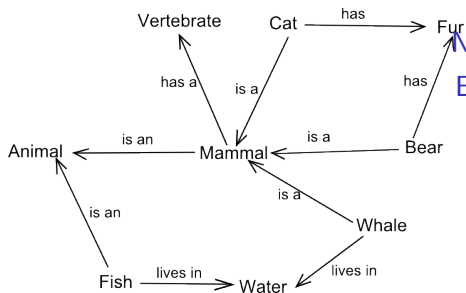 Vertebrate
Cat
has
Fur
has a
is a
has
Animal
is an
Mammal
is a
Bear
is an
is a
Whale
Fish
lives in
Water
lives in